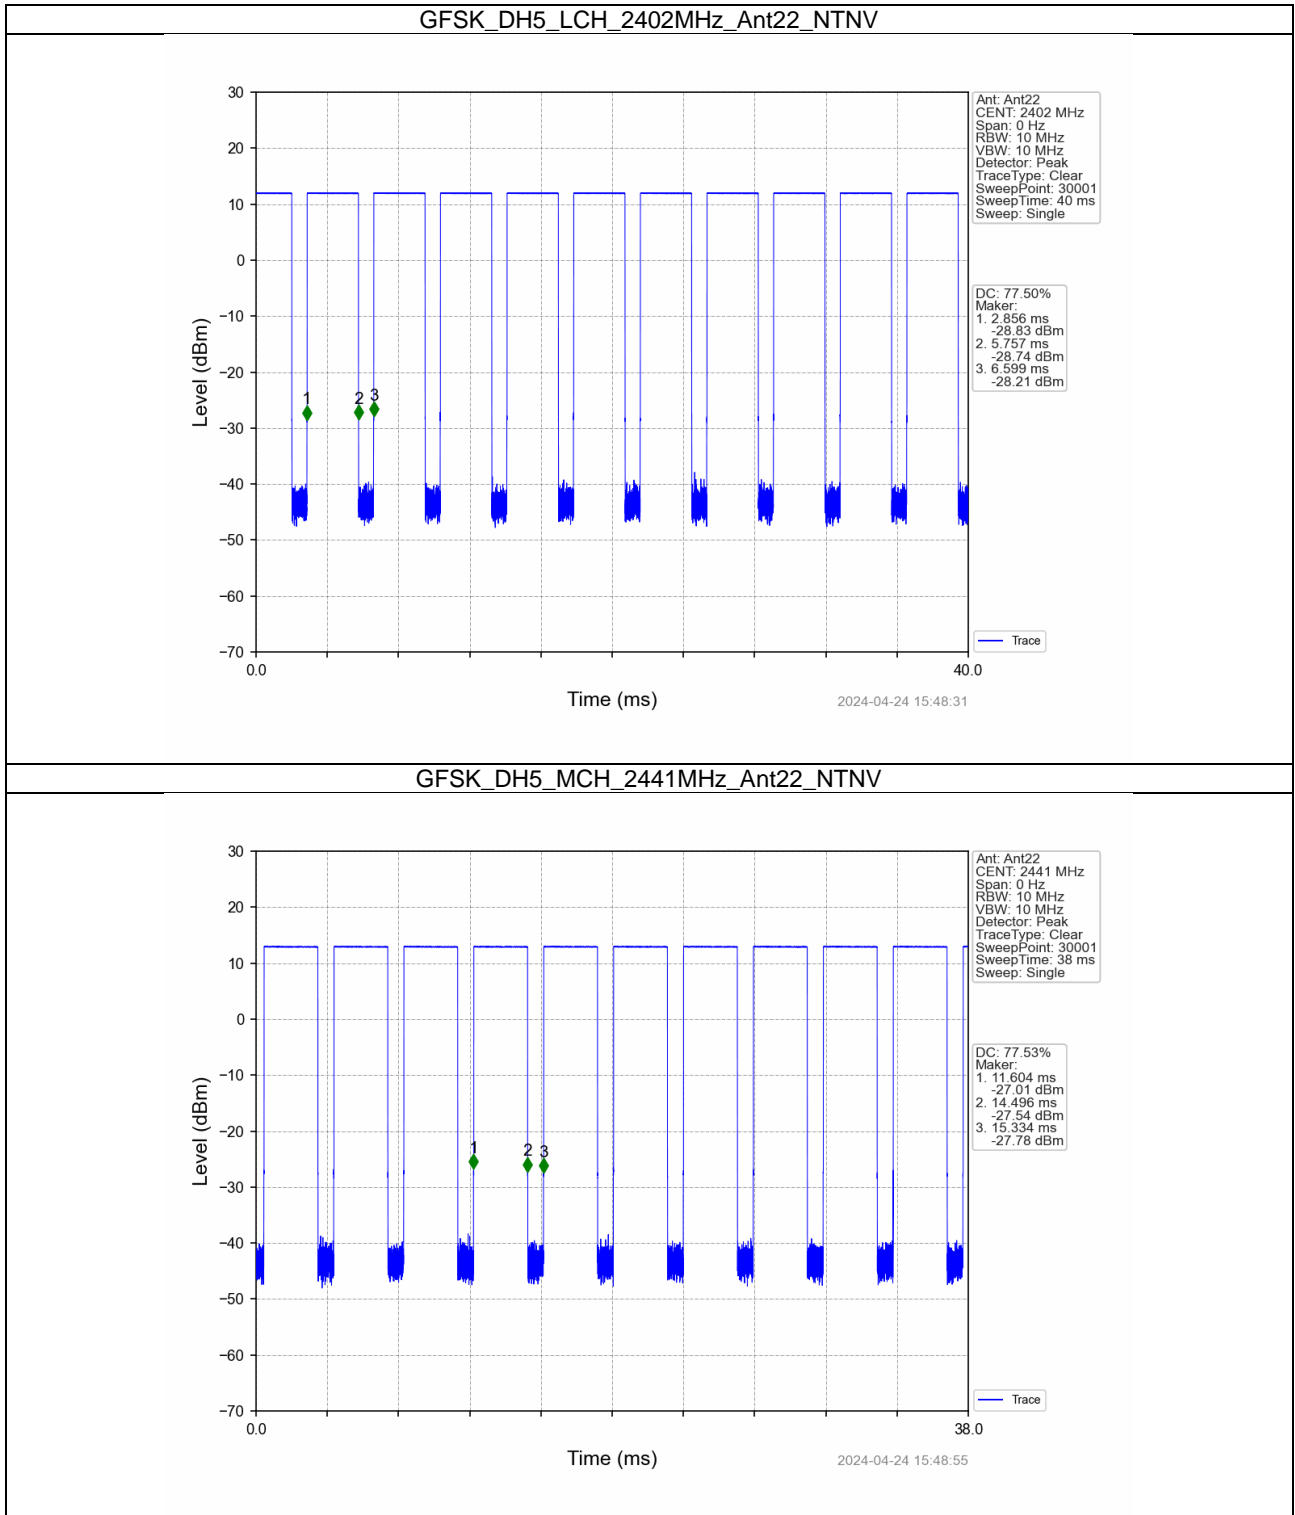 GFSK_DH5_LCH_2402MHz_Ant22_NTNV
30
20
10
0
−10
−20
−30
−40
−50
−60
−70
Level (dBm)
1
2
3
0.0
40.0
Time (ms)
2024-04-24 15:48:31
Ant: Ant22
CENT: 2402 MHz
Span: 0 Hz
RBW: 10 MHz
VBW: 10 MHz
Detector: Peak
TraceType: Clear
SweepPoint: 30001
SweepTime: 40 ms
Sweep: Single
DC: 77.50%
Maker:
1. 2.856 ms
-28.83 dBm
2. 5.757 ms
-28.74 dBm
3. 6.599 ms
-28.21 dBm
Trace
GFSK_DH5_MCH_2441MHz_Ant22_NTNV
30
20
10
0
−10
−20
−30
−40
−50
−60
−70
Level (dBm)
1
2
3
0.0
38.0
Time (ms)
2024-04-24 15:48:55
Ant: Ant22
CENT: 2441 MHz
Span: 0 Hz
RBW: 10 MHz
VBW: 10 MHz
Detector: Peak
TraceType: Clear
SweepPoint: 30001
SweepTime: 38 ms
Sweep: Single
DC: 77.53%
Maker:
1. 11.604 ms
-27.01 dBm
2. 14.496 ms
-27.54 dBm
3. 15.334 ms
-27.78 dBm
Trace